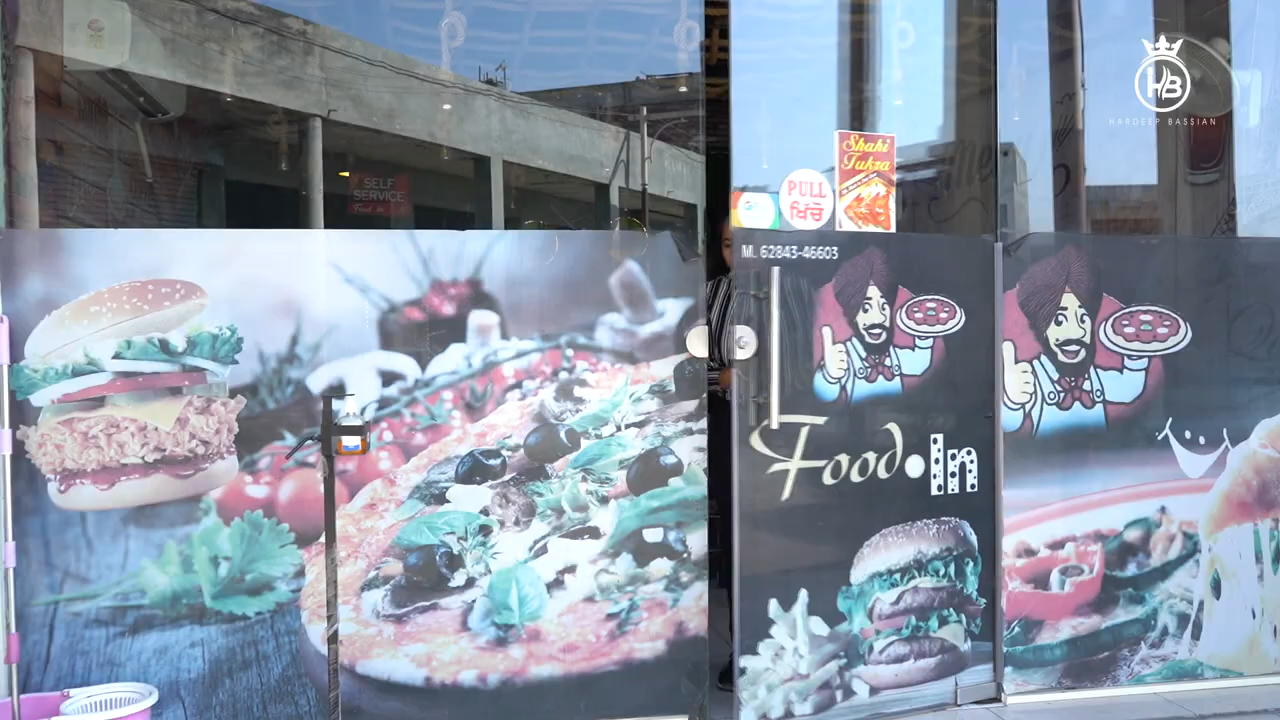 HB
HARDEEP BASSIAN
SELF
SERVICE
Food in
Shahi
Tukra
PULL
ਖਿੱਚੋ
M. 62843-46603
Food.In